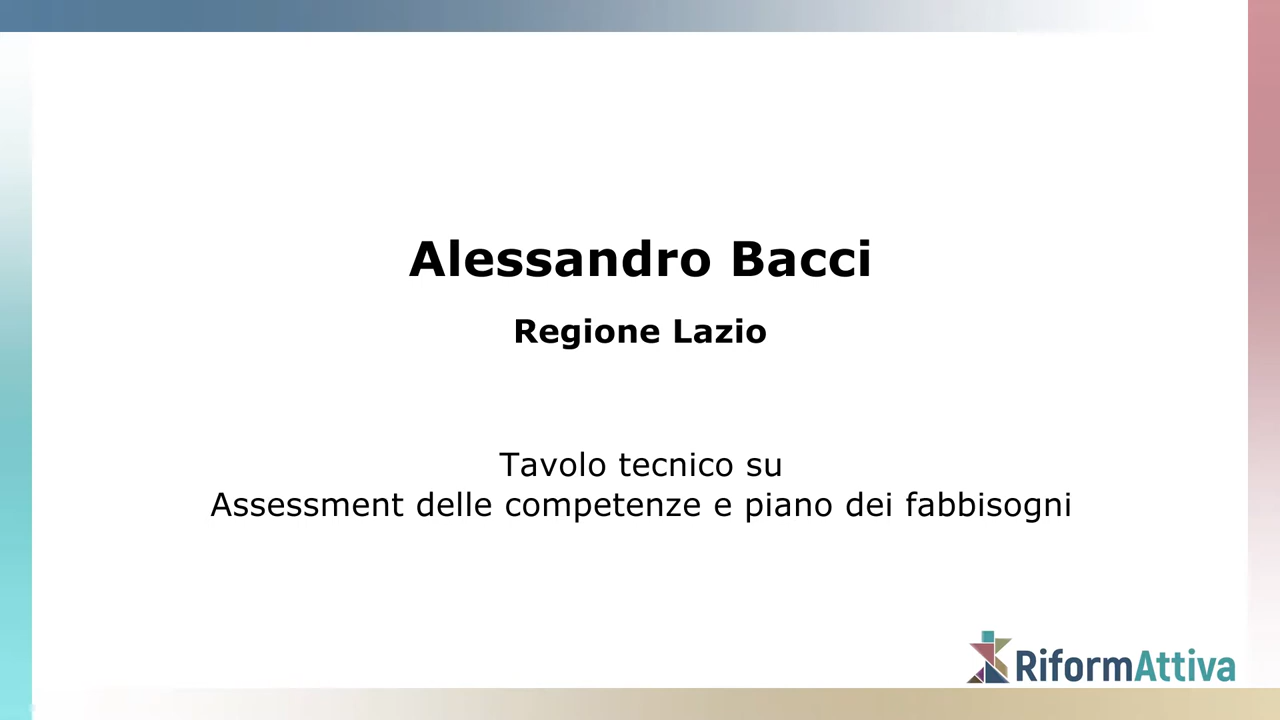 Alessandro Bacci
Regione Lazio
Tavolo tecnico su
Assessment delle competenze e piano dei fabbisogni
RiformAttiva